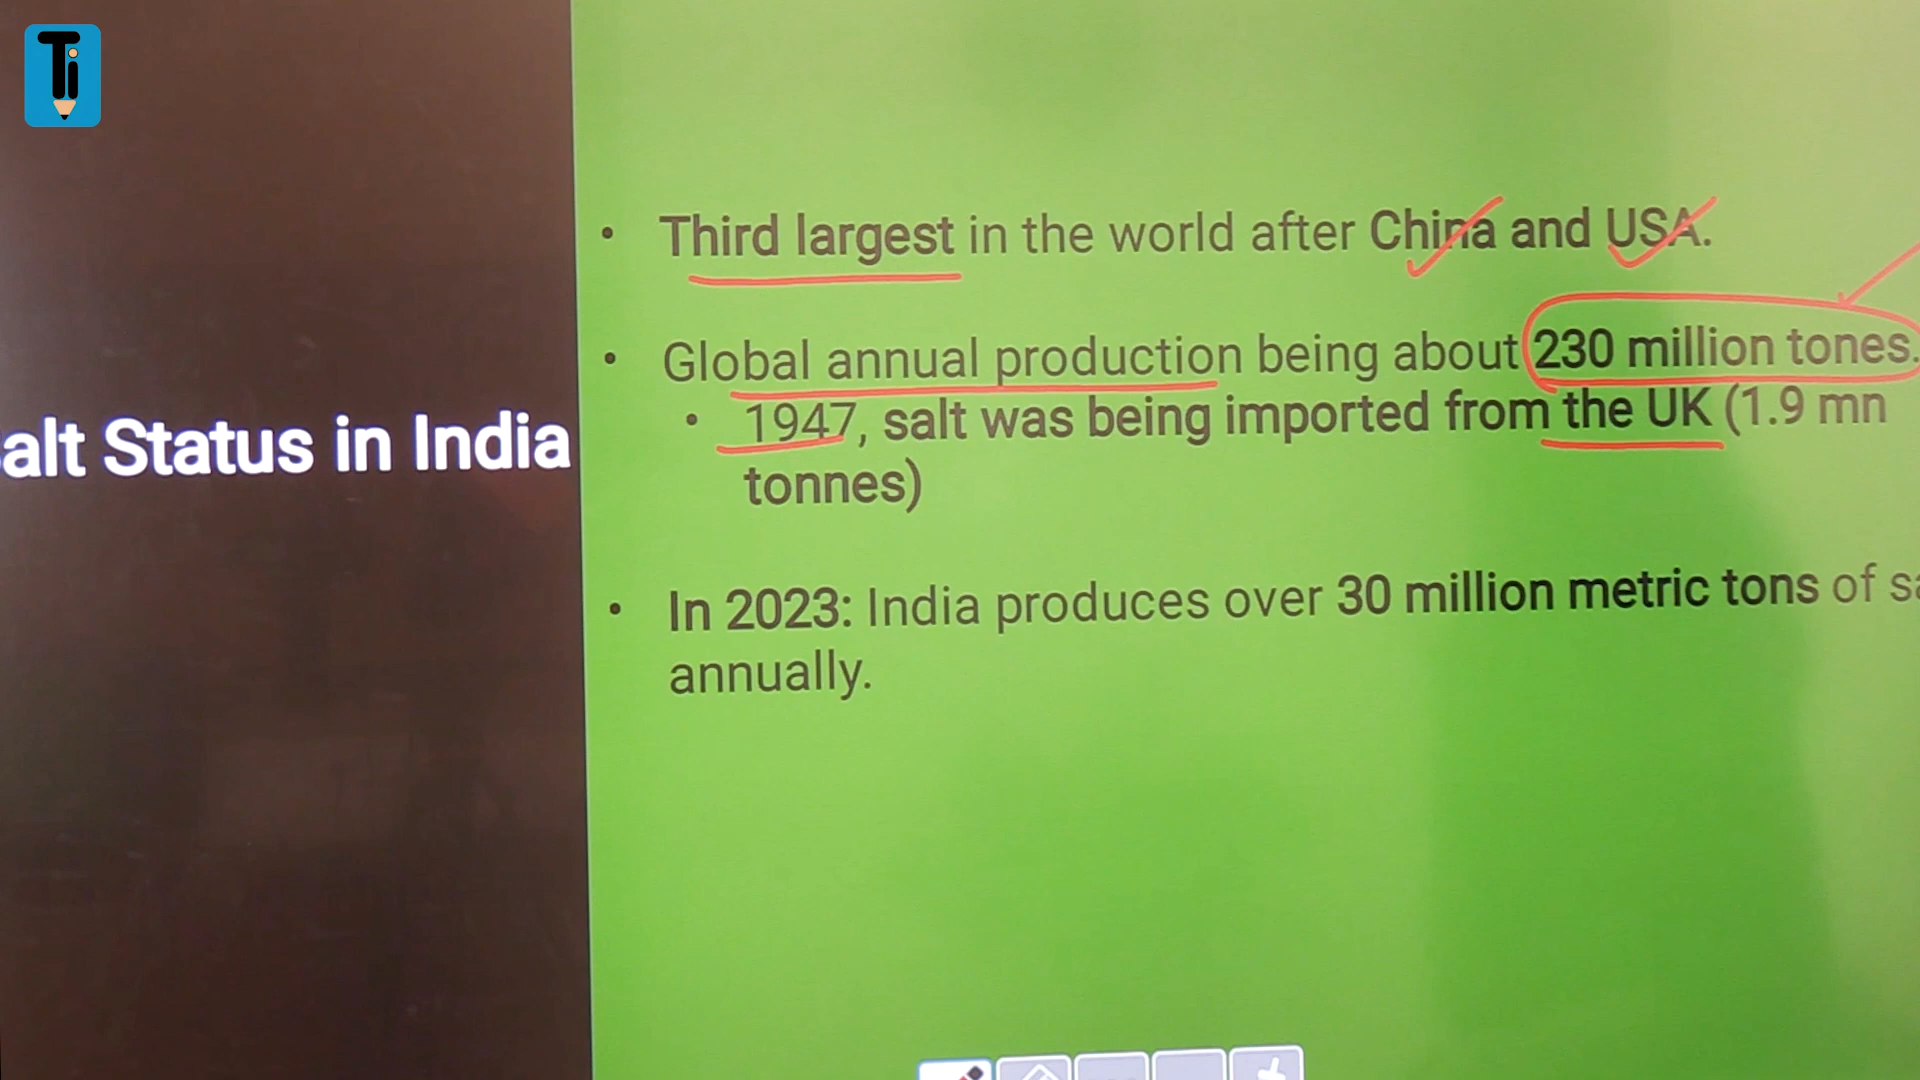 Ti
alt Status in India
• Third largest in the world after China and USA.
• Global annual production being about 230 million tones.
• 1947, salt was being imported from the UK (1.9 mn
tonnes)
• In 2023: India produces over 30 million metric tons of sa
annually.